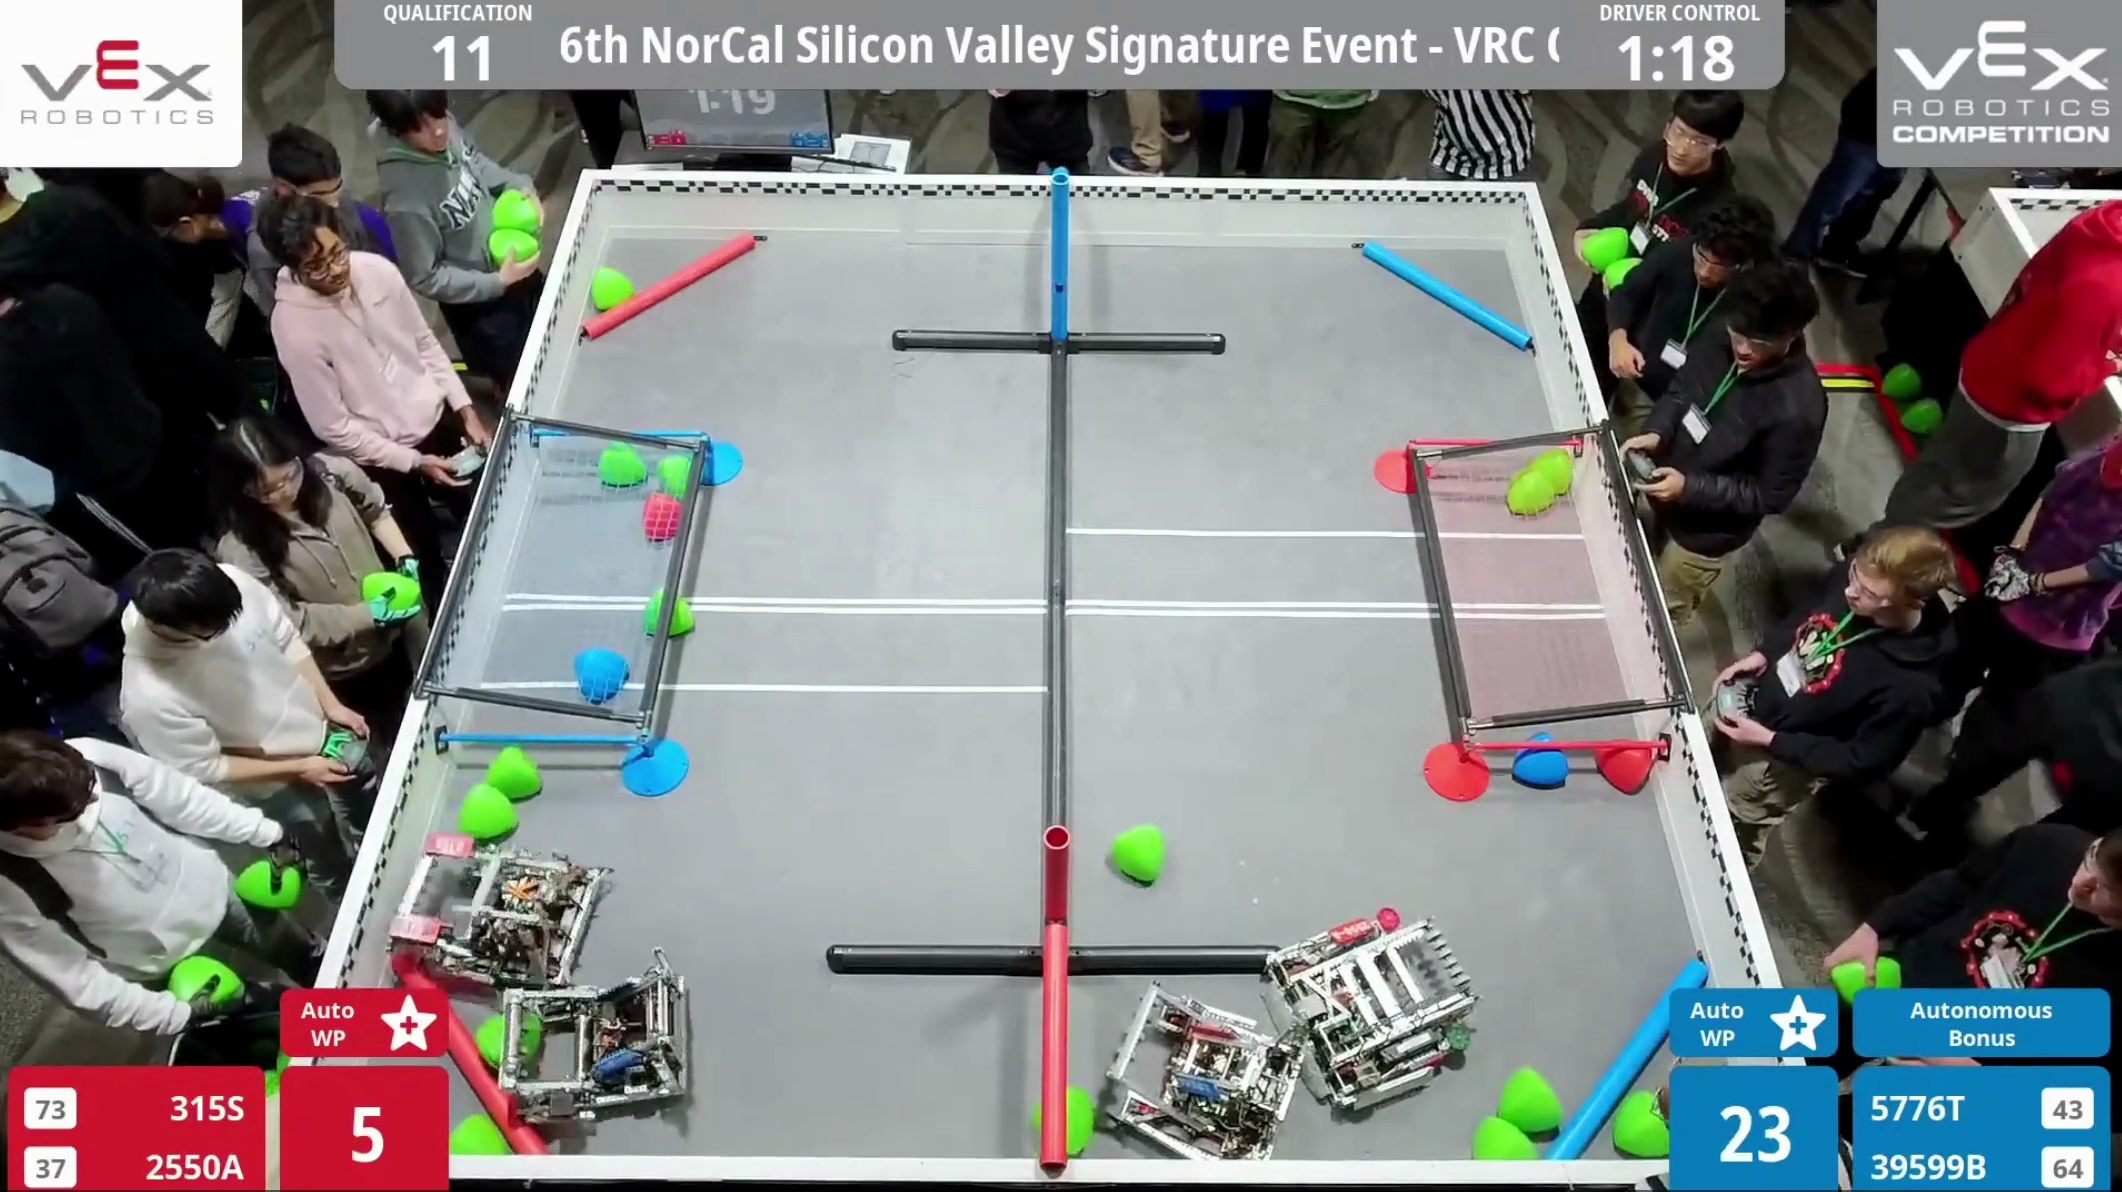 QUALIFICATION
11
6th NorCal Silicon Valley Signature Event - VRC
DRIVER CONTROL
1:18
VEX
ROBOTICS
VEX
ROBOTICS
COMPETITION
1:19
Auto
WP
73 315S
37 2550A
5
Auto
WP
Autonomous
Bonus
23
5776T 43
39599B 64